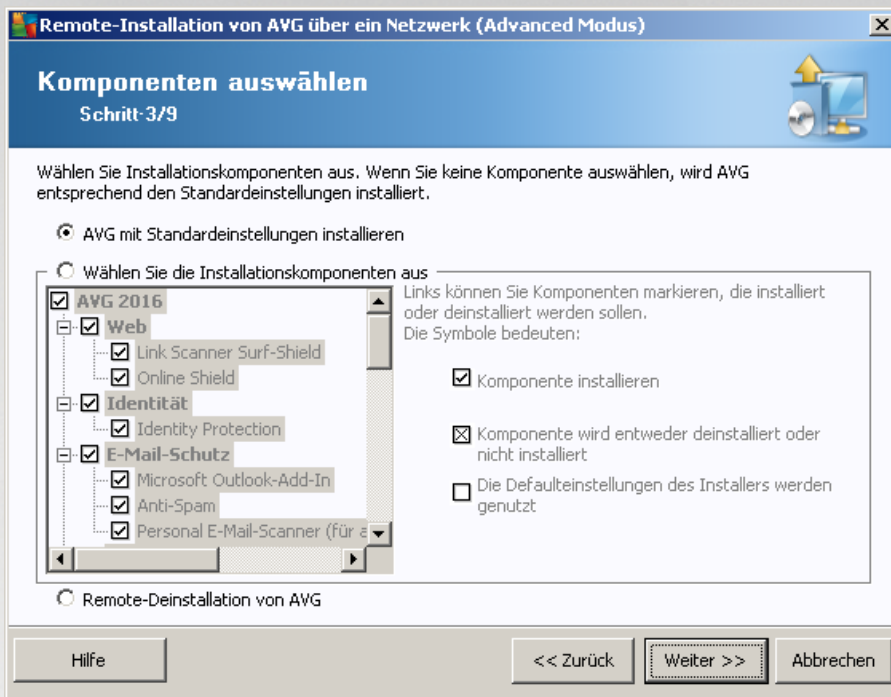 Remote-Installation von AVG über ein Netzwerk (Advanced Modus)
Komponenten auswählen
Schritt-3/9
Wählen Sie Installationskomponenten aus. Wenn Sie keine Komponente auswählen, wird AVG
entsprechend den Standardeinstellungen installiert.
AVG mit Standardeinstellungen installieren
Wählen Sie die Installationskomponenten aus
AVG 2016
Web
Link Scanner Surf-Shield
Online Shield
Identität
Identity Protection
E-Mail-Schutz
Microsoft Outlook-Add-In
Anti-Spam
Personal E-Mail-Scanner (für
Links können Sie Komponenten markieren, die installiert
oder deinstalliert werden sollen.
Die Symbole bedeuten:
Komponente installieren
Komponente wird entweder deinstalliert oder
nicht installiert
Die Defaulteinstellungen des Installers werden
genutzt
Remote-Deinstallation von AVG
Hilfe
<< Zurück
Weiter >>
Abbrechen